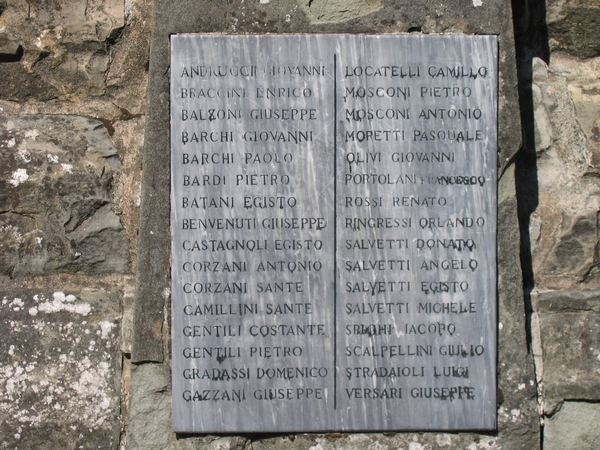 ANDRUCCII GIOVANNI
BRACCINI ENRICO
BALZONI GIUSEPPE
BARCHI GIOVANNI
BARCHI PAOLO
BARDI PIETRO
BATANI EGISTO
BENVENUTI GIUSEPPE
CASTAGNOLI EGISTO
CORZANI ANTONIO
CORZANI SANTE
CAMILLINI SANTE
GENTILI COSTANTE
GENTILI PIETRO
GRADASSI DOMENICO
GAZZANI GIUSEPPE
LOCATELLI CAMILLO
MOSCONI PIETRO
MOSCONI ANTONIO
MORETTI PASQUALE
OLIVI GIOVANNI
PORTOLANI FRANCESCO
ROSSI RENATO
RINGRESSI ORLANDO
SALVETTI DONATO
SALVETTI ANGELO
SALVETTI EGISTO
SALVETTI MICHELE
JACOPO
SCALPELLINI GIULIO
STRADAIOLI LUIGI
VERSARI GIUSEPPE